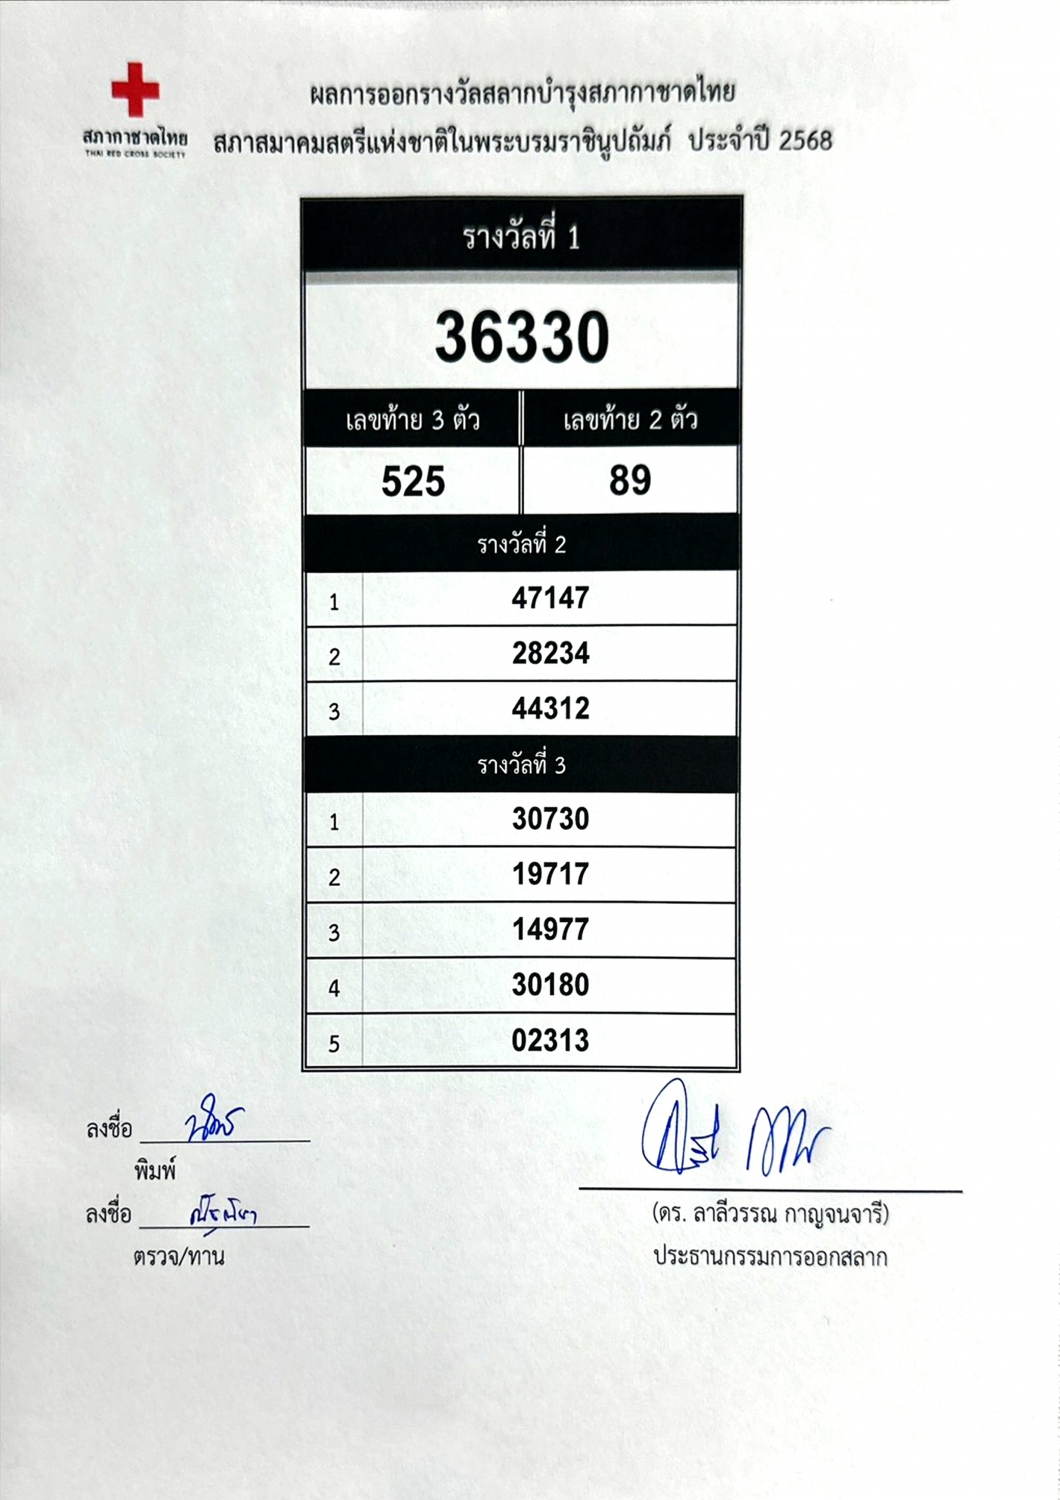 สภากาชาดไทย
THAI RED CROSS SOCIETY
ผลการออกรางวัลสลากบำรุงสภากาชาดไทย
สภาสมาคมสตรีแห่งชาติในพระบรมราชินูปถัมภ์ ประจำปี 2568
รางวัลที่ 1
36330
เลขท้าย 3 ตัว เลขท้าย 2 ตัว
525 89
รางวัลที่ 2
1 47147
2 28234
3 44312
รางวัลที่ 3
1 30730
2 19717
3 14977
4 30180
5 02313
ลงชื่อ
พิมพ์
ลงชื่อ
ตรวจ/ทาน
(ดร. ลาลีวรรณ กาญจนจารี)
ประธานกรรมการออกสลาก